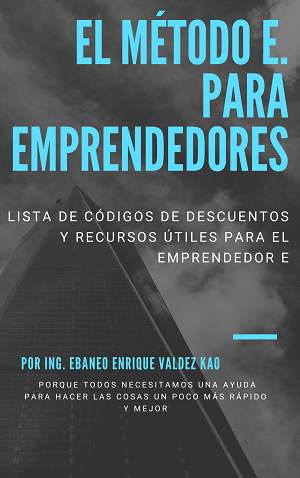 EL MÉTODO E.
PARA
EMPRENDEDORES
LISTA DE CÓDIGOS DE DESCUENTOS
Y RECURSOS ÚTILES PARA EL
EMPRENDEDOR E
POR ING. EBANEO ENRIQUE VALDEZ KAO
PORQUE TODOS NECESITAMOS UNA AYUDA
PARA HACER LAS COSAS UN POCO MÁS RÁPIDO
Y MEJOR